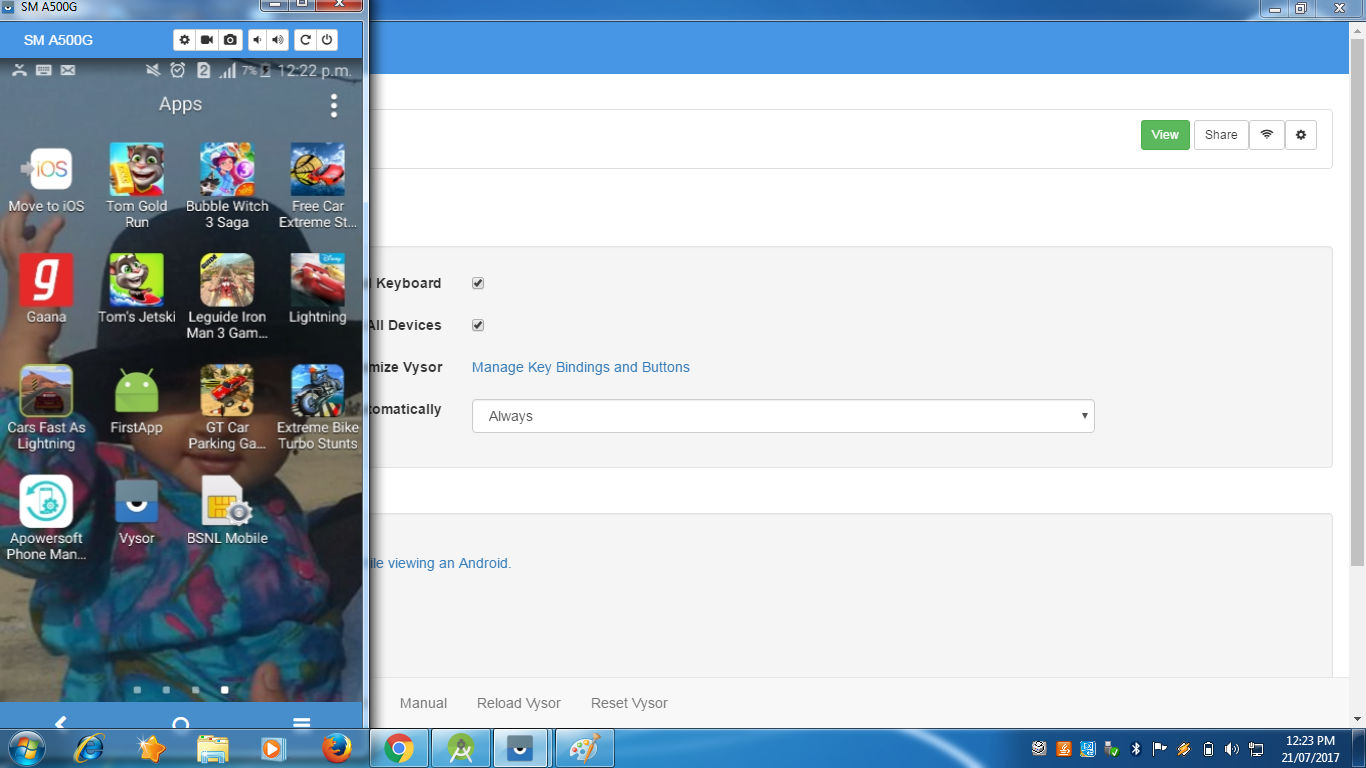 SM A500G
SM A500G
2
7%
12:22 p.m.
Apps
iOS
GUIDE
Disney
Move to iOS
Tom Gold
Run
Bubble Witch
3 Saga
Free Car
Extreme St...
g
Gaana
Tom's Jetski
Leguide Iron
Man 3 Gam...
Lightning
Cars Fast As
Lightning
FirstApp
GT Car
Parking Ga...
Extreme Bike
Turbo Stunts
Apowersoft
Phone Man...
Vysor
BSNL Mobile
View
Share
Keyboard
All Devices
mize Vysor
Manage Key Bindings and Buttons
tomatically
Always
ile viewing an Android.
Manual
Reload Vysor
Reset Vysor
12:23 PM
21/07/2017